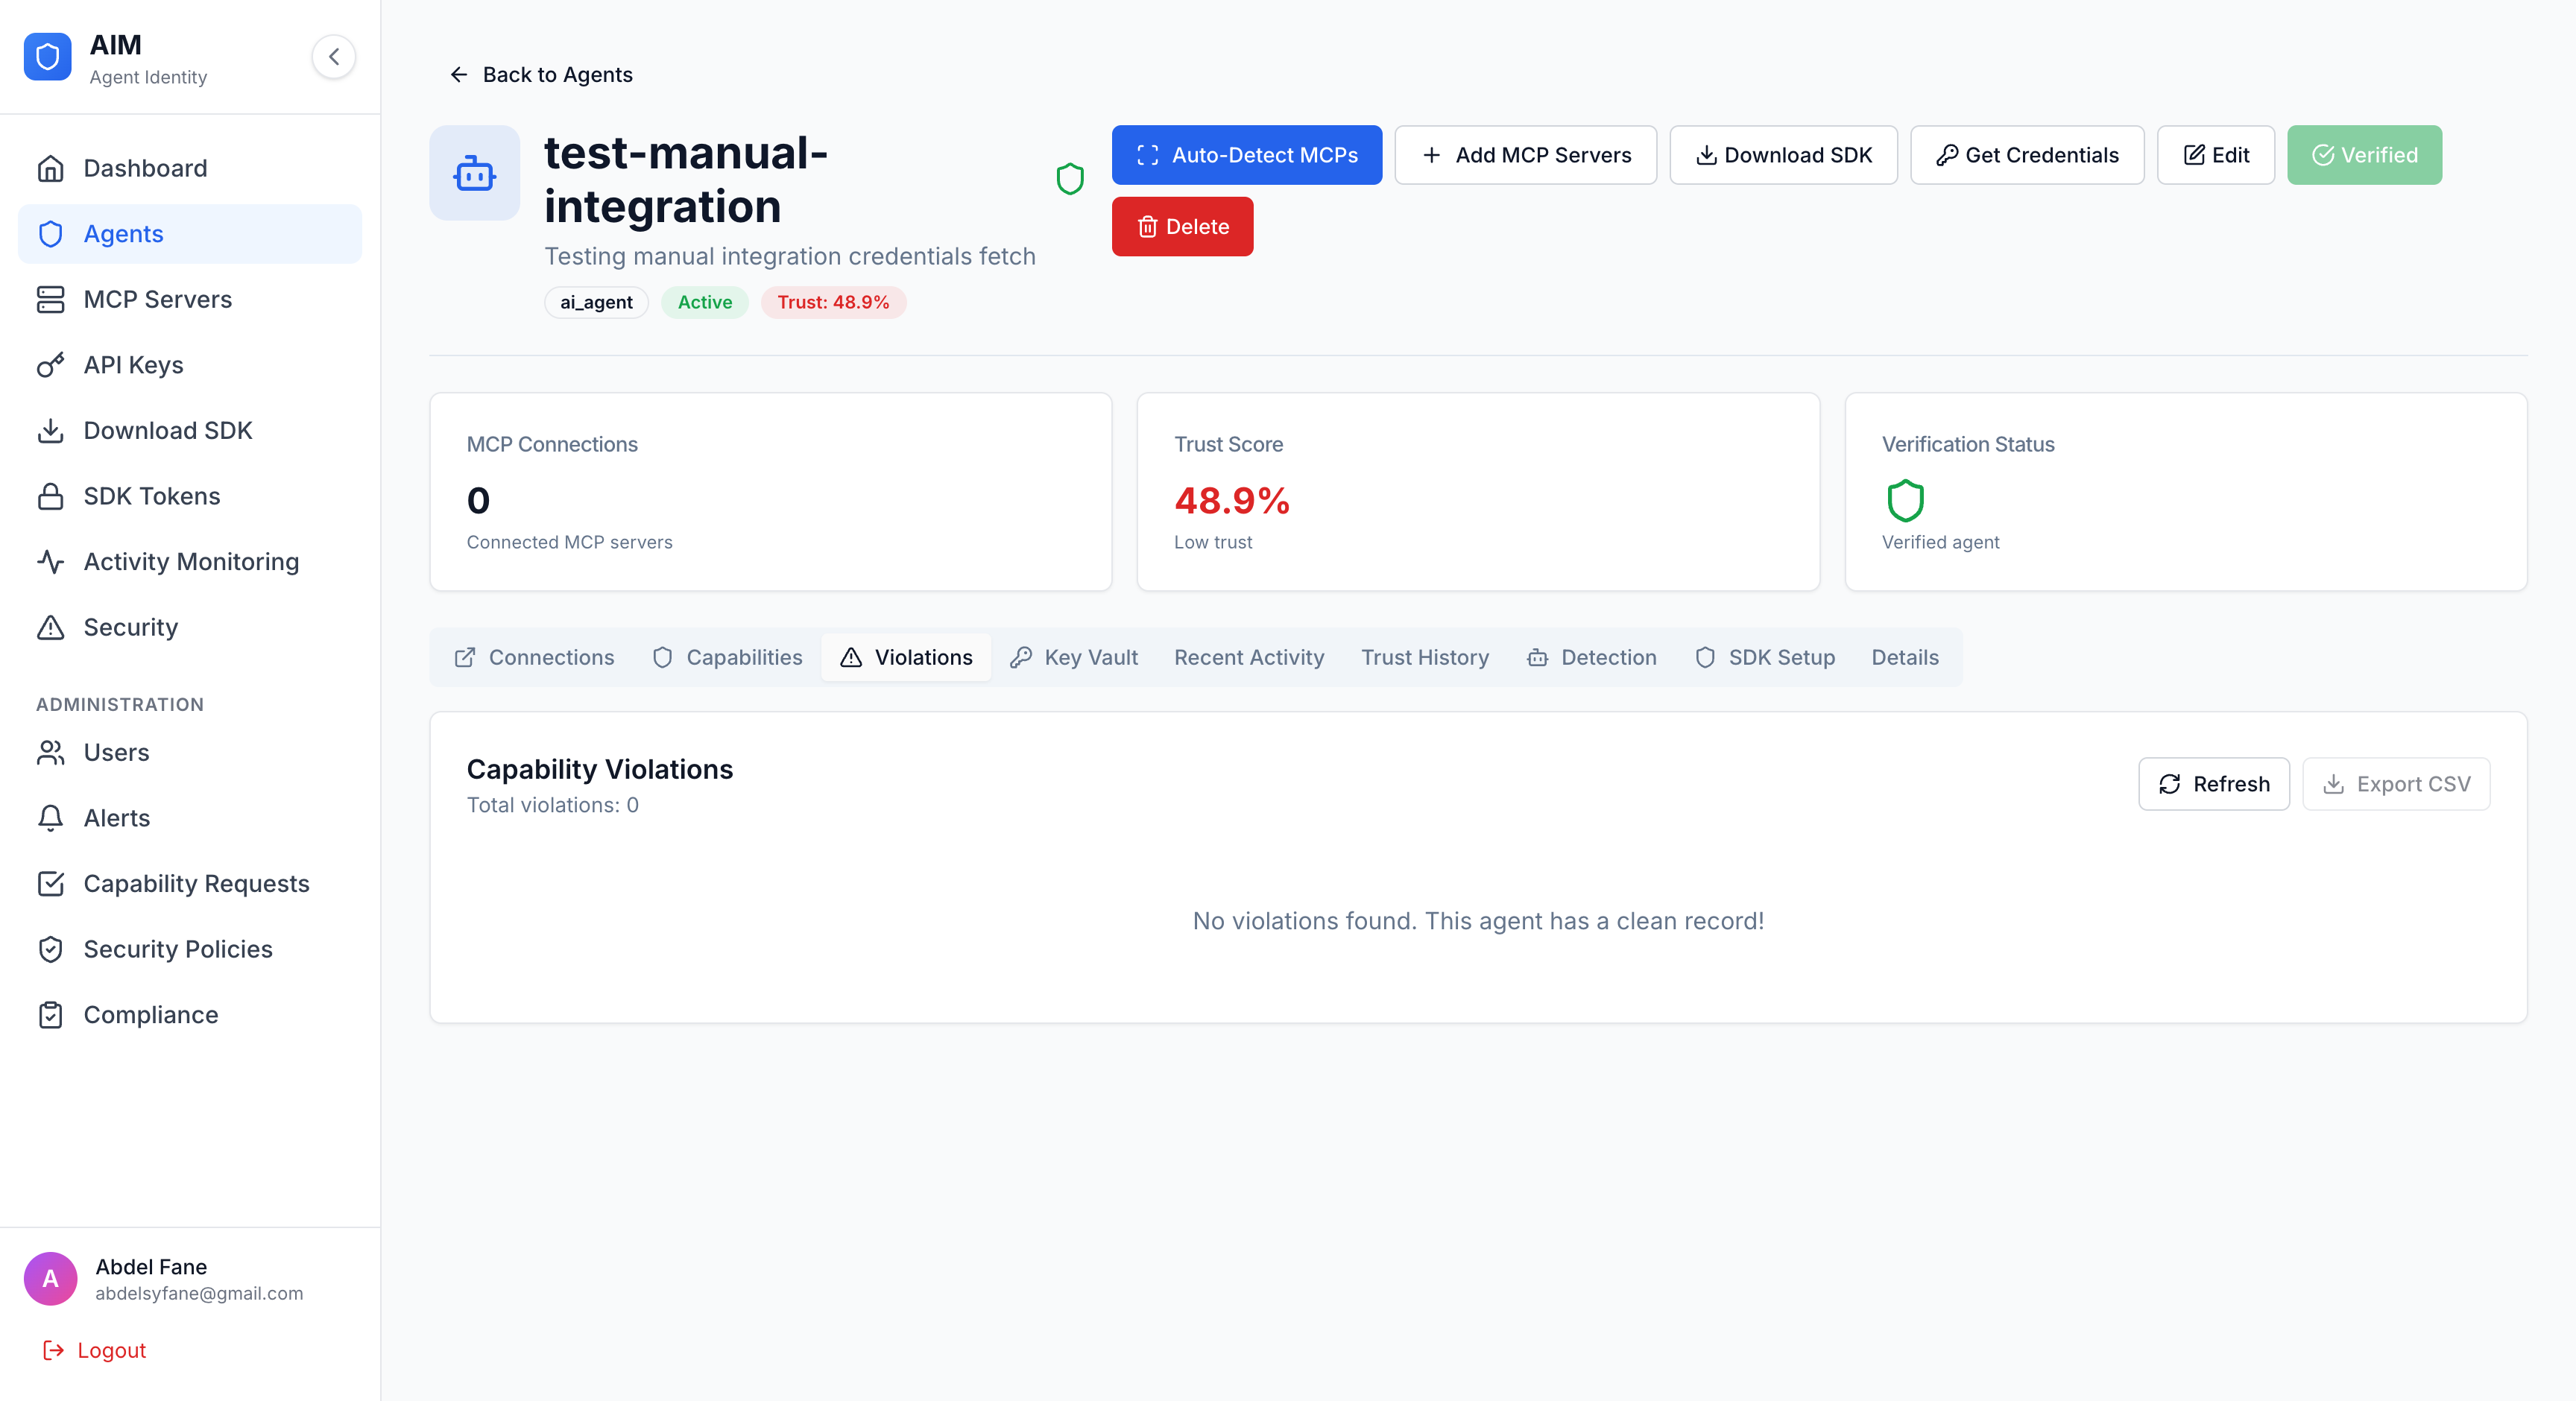 AIM
Agent Identity
Dashboard
Agents
MCP Servers
API Keys
Download SDK
SDK Tokens
Activity Monitoring
Security
ADMINISTRATION
Users
Alerts
Capability Requests
Security Policies
Compliance
A
Abdel Fane
abdelsyfane@gmail.com
Logout
Back to Agents
test-manual-
integration
Testing manual integration credentials fetch
ai_agent Active Trust: 48.9%
Auto-Detect MCPs Add MCP Servers Download SDK Get Credentials Edit Verified
Delete
MCP Connections
0
Connected MCP servers
Trust Score
48.9%
Low trust
Verification Status
Verified agent
Connections Capabilities Violations Key Vault Recent Activity Trust History Detection SDK Setup Details
Capability Violations
Total violations: 0
Refresh Export CSV
No violations found. This agent has a clean record!